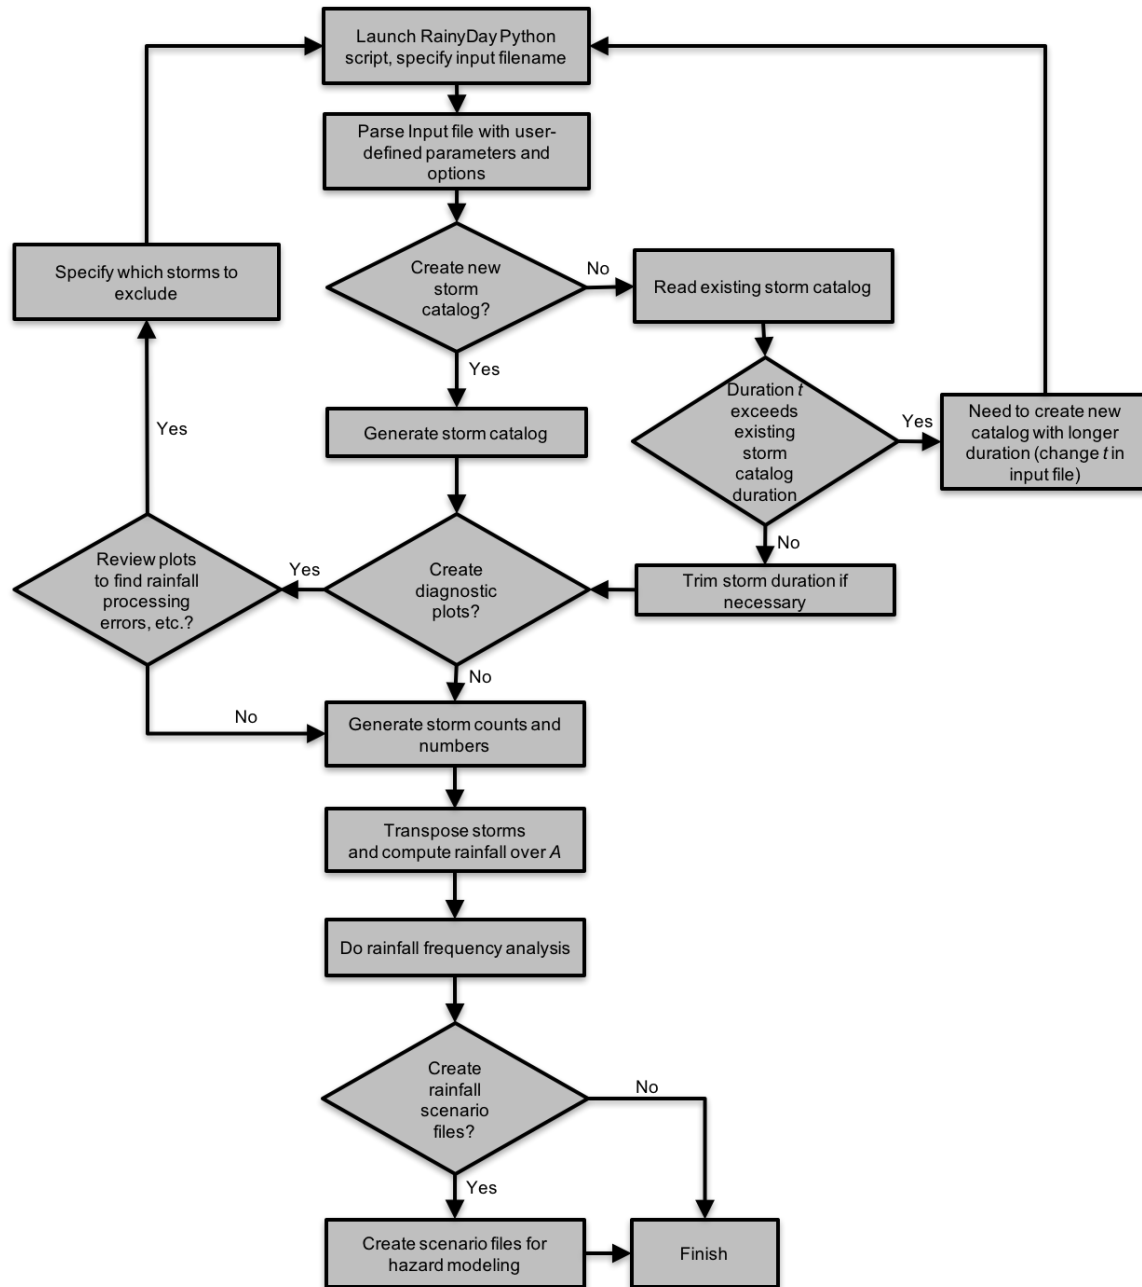 Launch RainyDay Python
script, specify input filename
Parse Input file with user-
defined parameters and
options
Specify which storms to
exclude
Create new
storm
catalog?
No
Read existing storm catalog
Yes
Duration t
exceeds
existing
storm
catalog
duration
Yes
Need to create new
catalog with longer
duration (change t in
input file)
Yes
Generate storm catalog
No
Review plots
to find rainfall
processing
errors, etc.?
Yes
Create
diagnostic
plots?
Trim storm duration if
necessary
No
No
Generate storm counts and
numbers
Transpose storms
and compute rainfall over A
Do rainfall frequency analysis
Create
rainfall
scenario
files?
No
Yes
Create scenario files for
hazard modeling
Finish